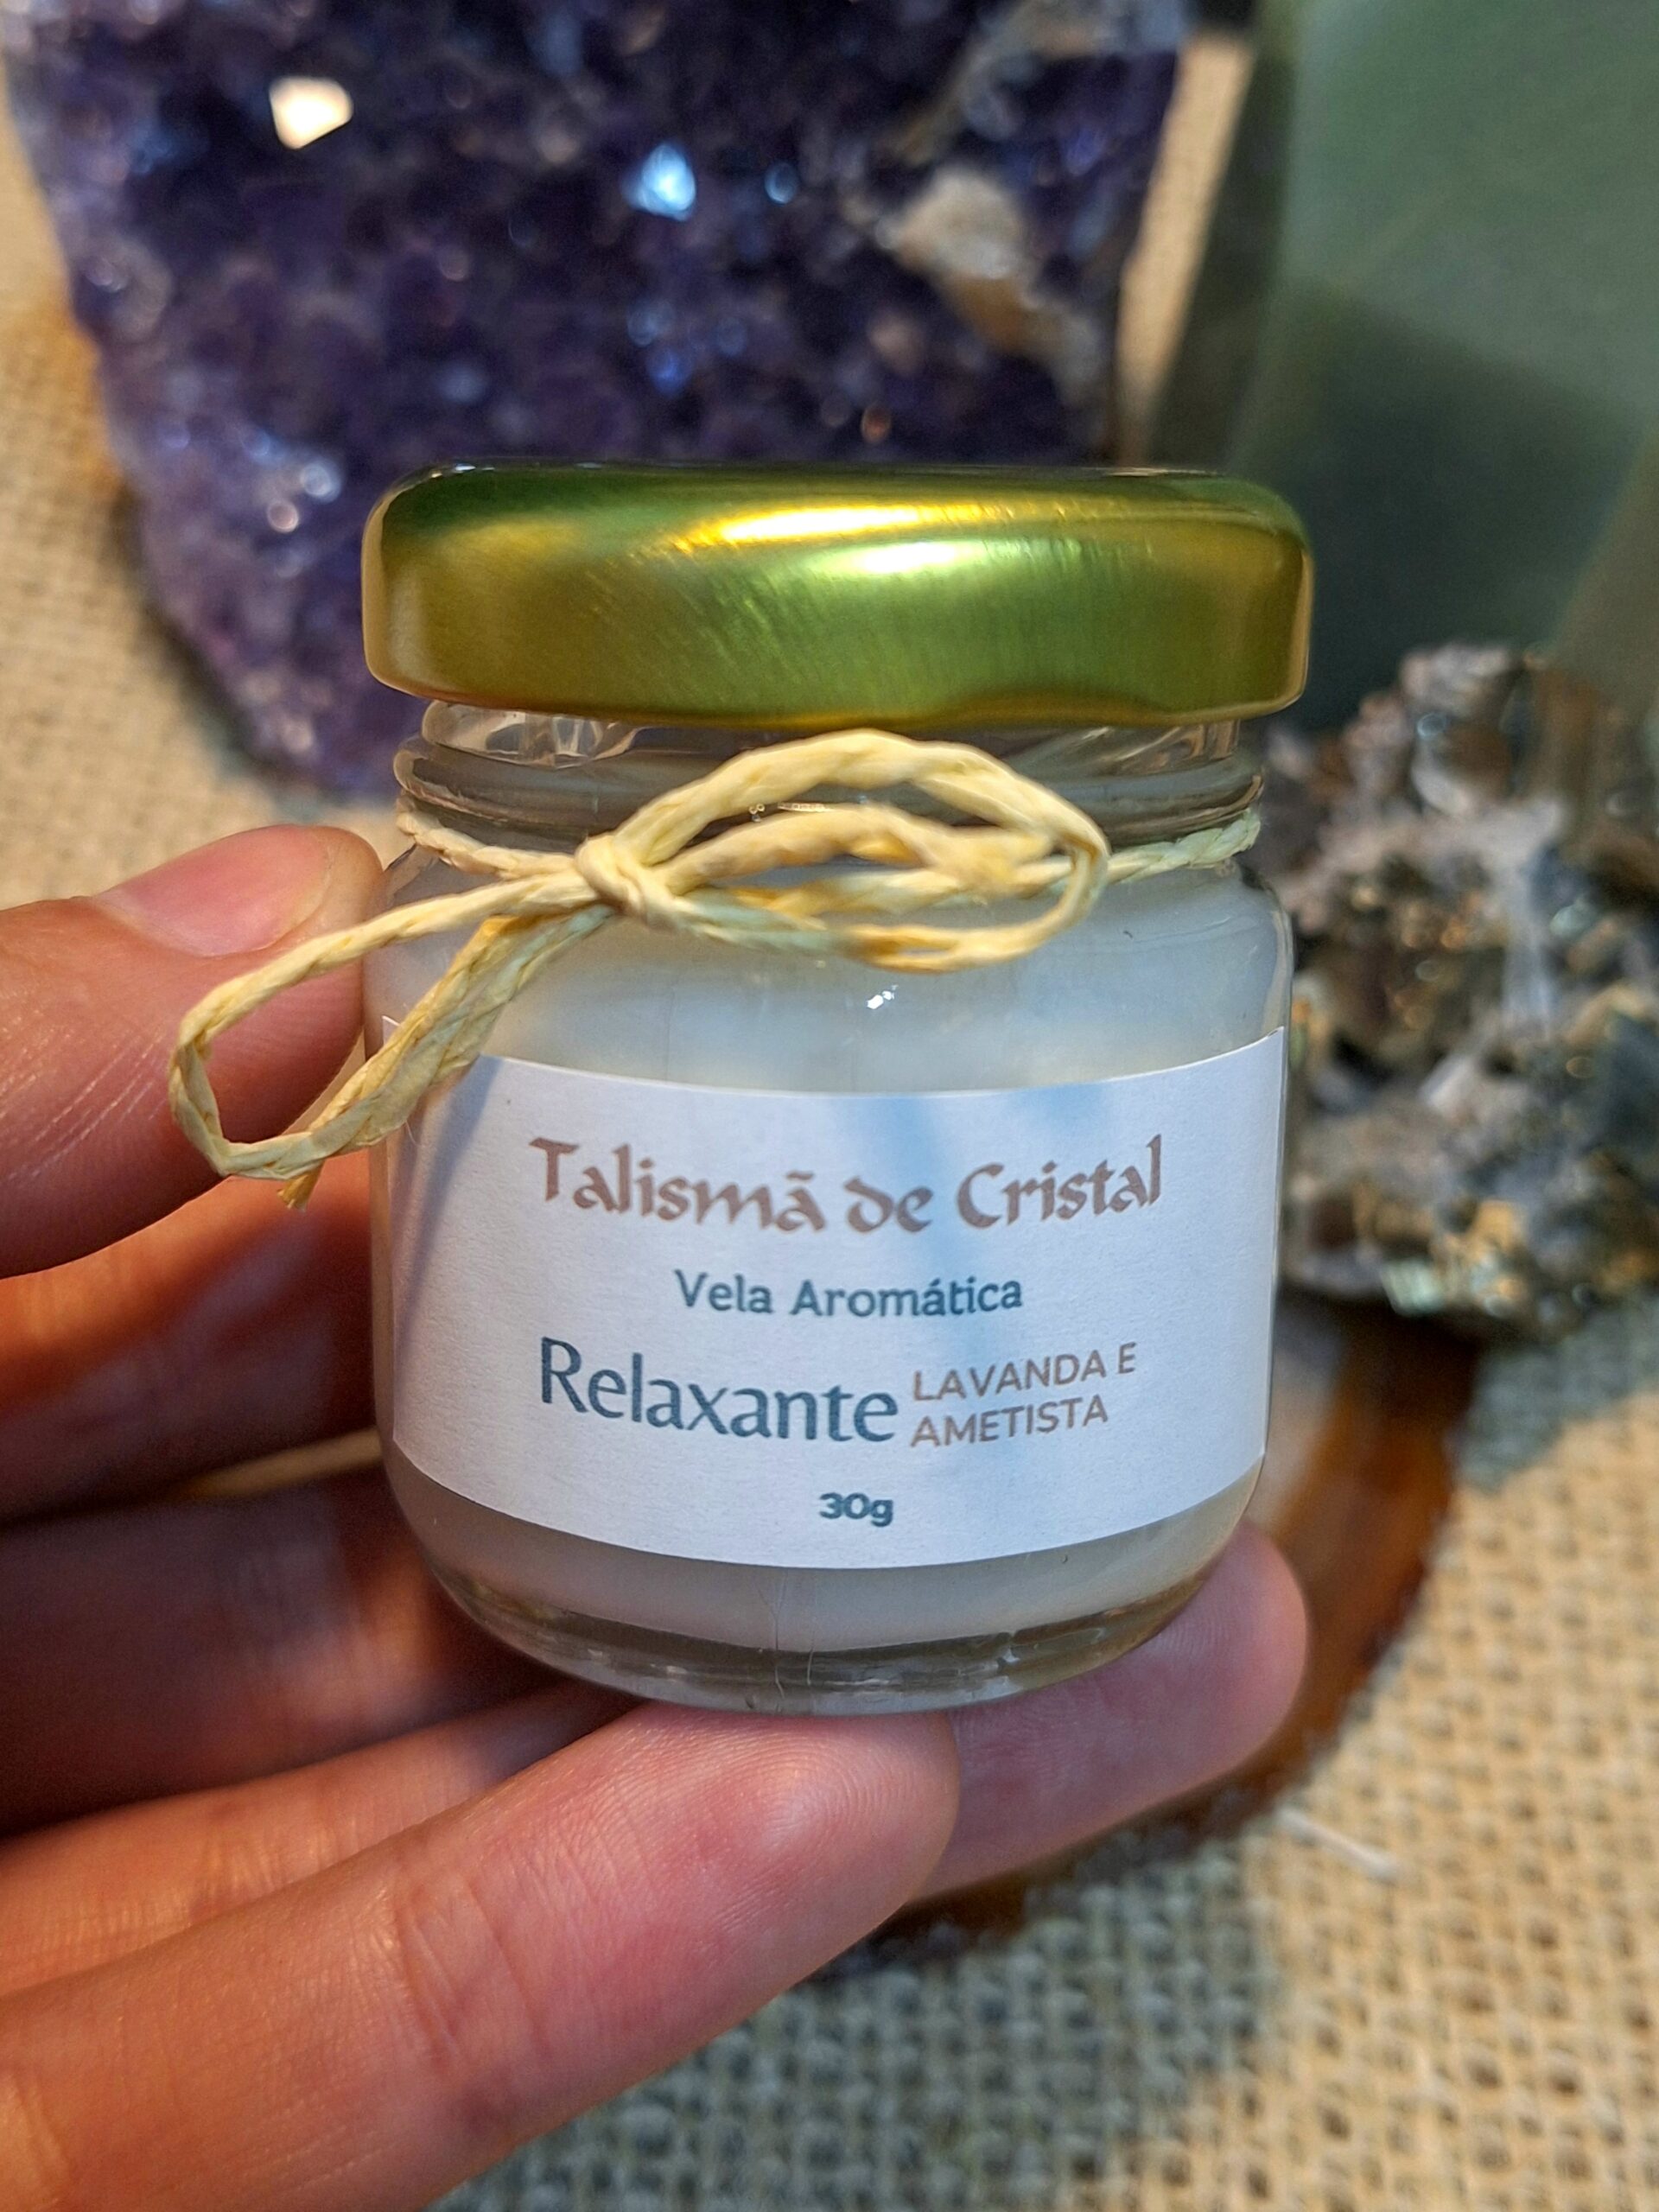 Talismã de Cristal
Vela Aromática
Relaxante LAVANDA E
AMETISTA
30g